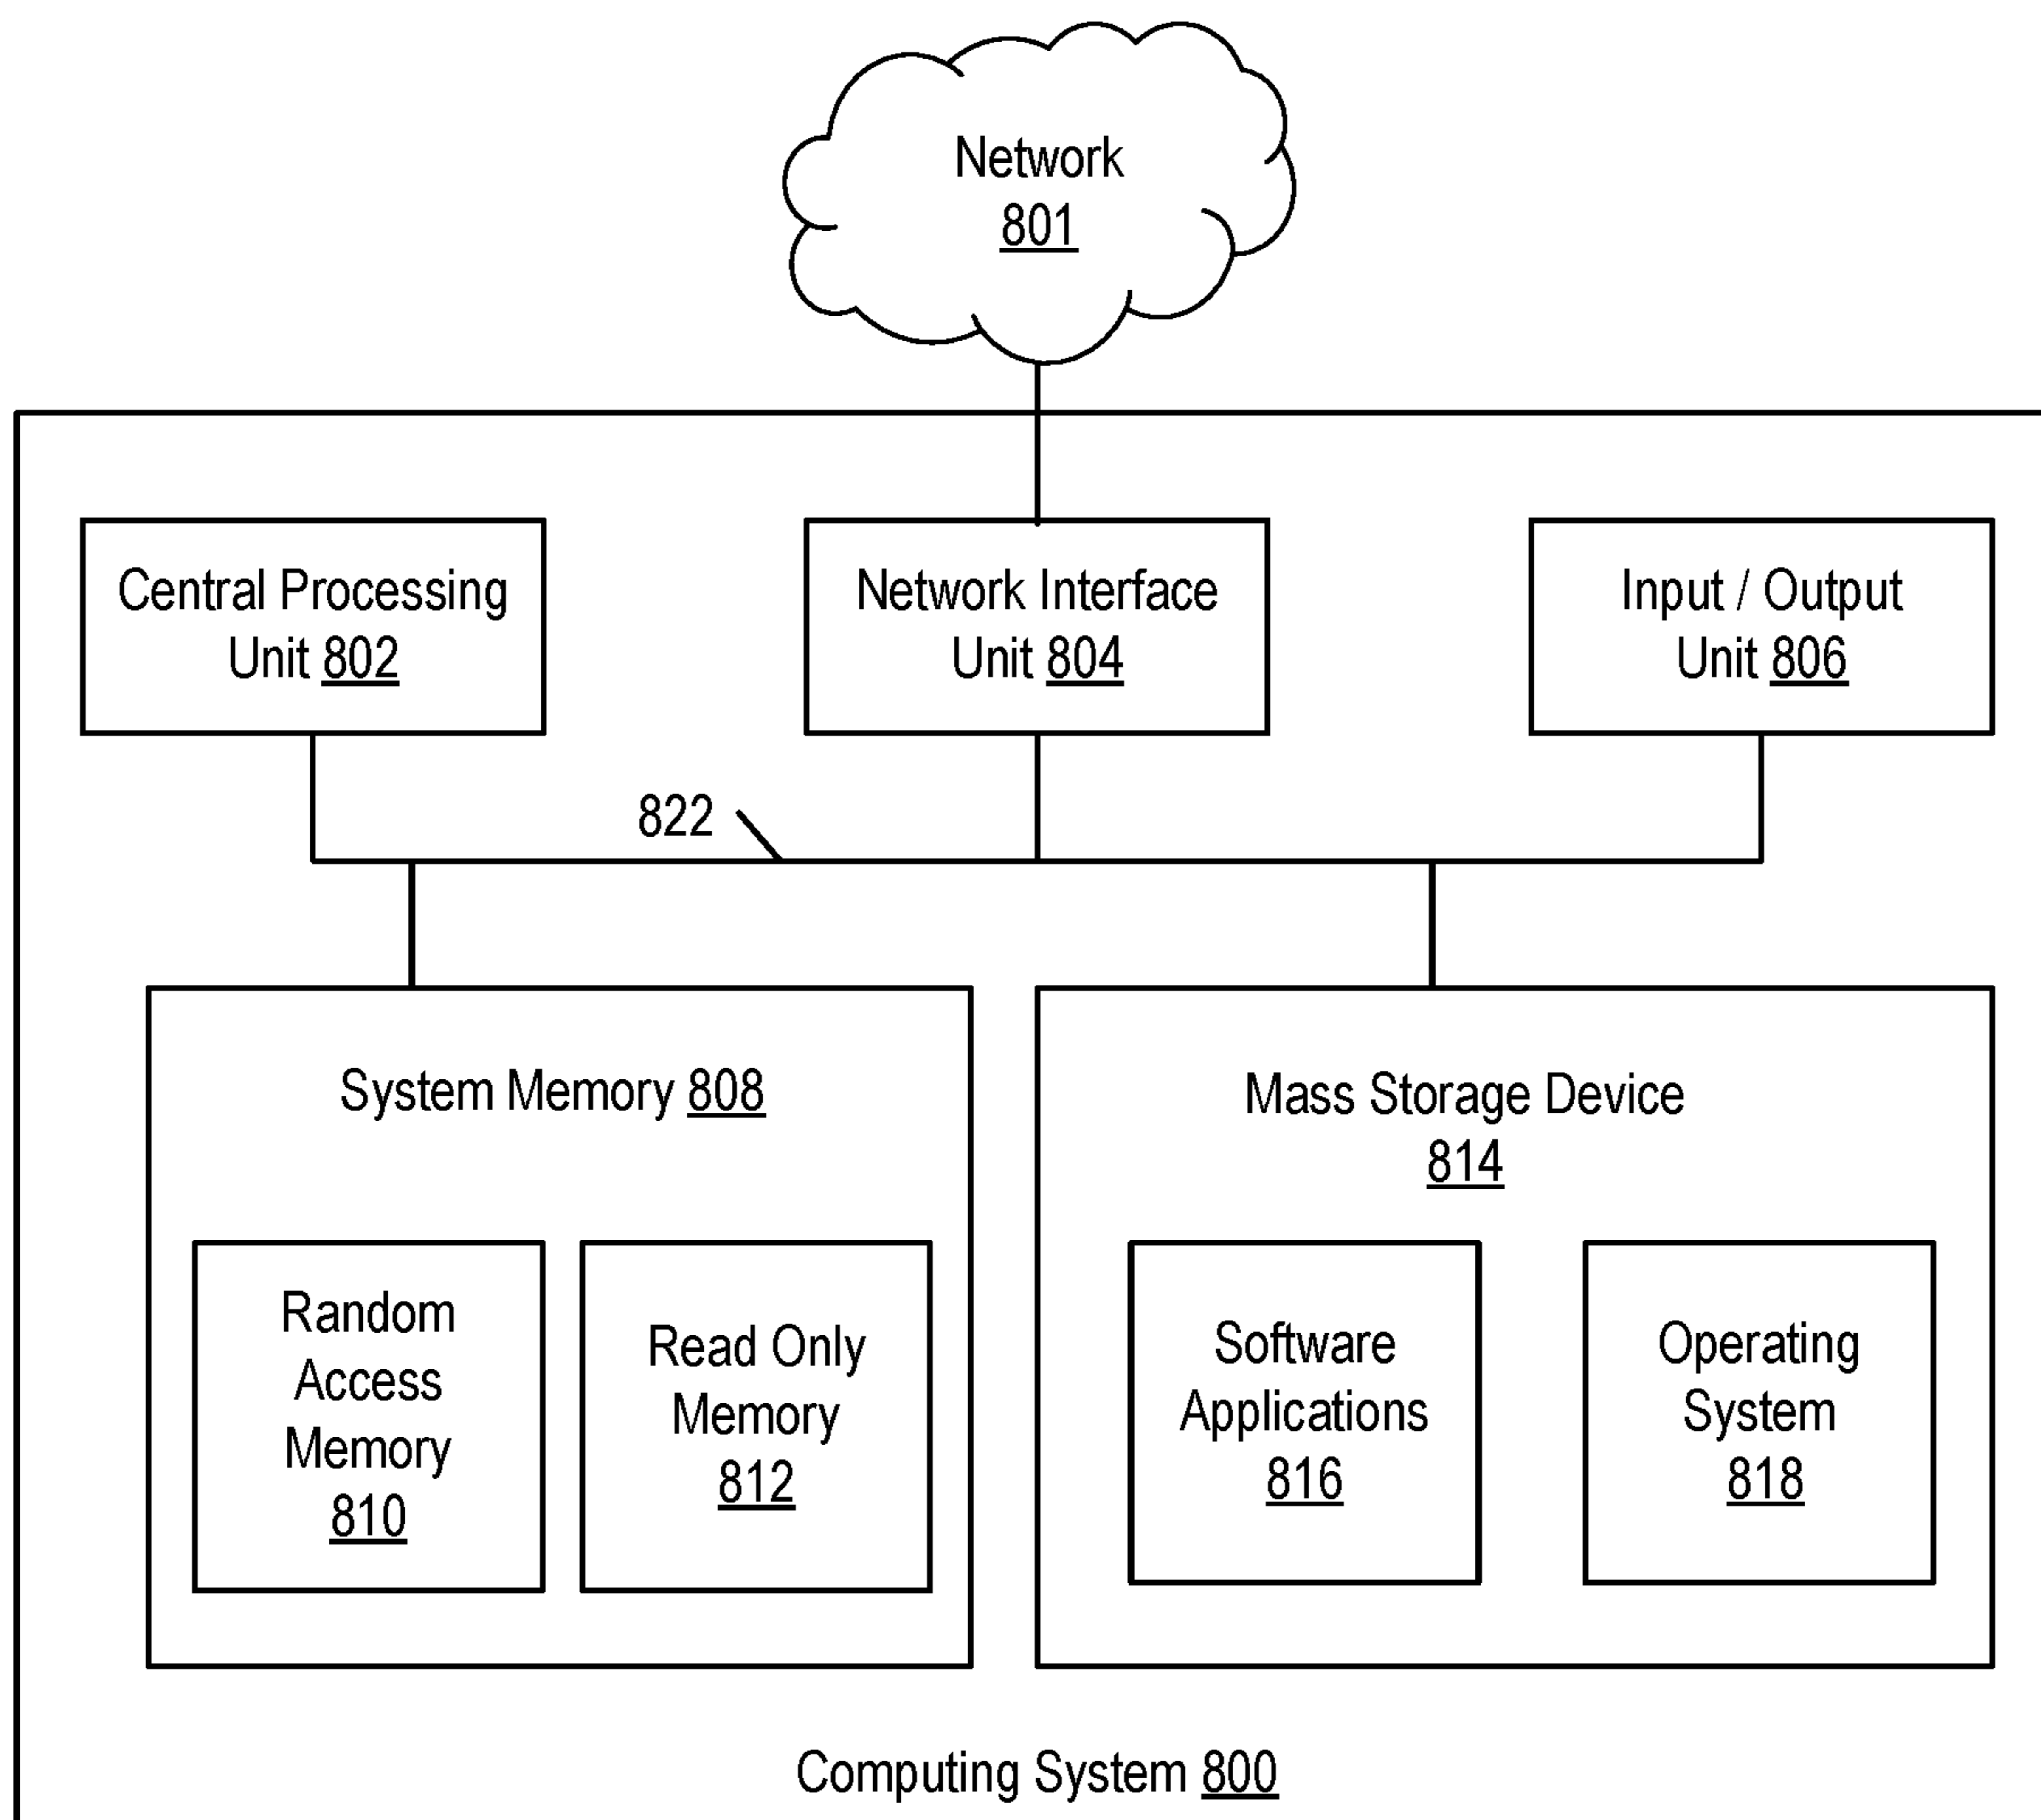 Network
801
Central Processing
Unit 802
Network Interface
Unit 804
Input / Output
Unit 806
822
System Memory 808
Mass Storage Device
814
Random
Access
Memory
810
Read Only
Memory
812
Software
Applications
816
Operating
System
818
Computing System 800